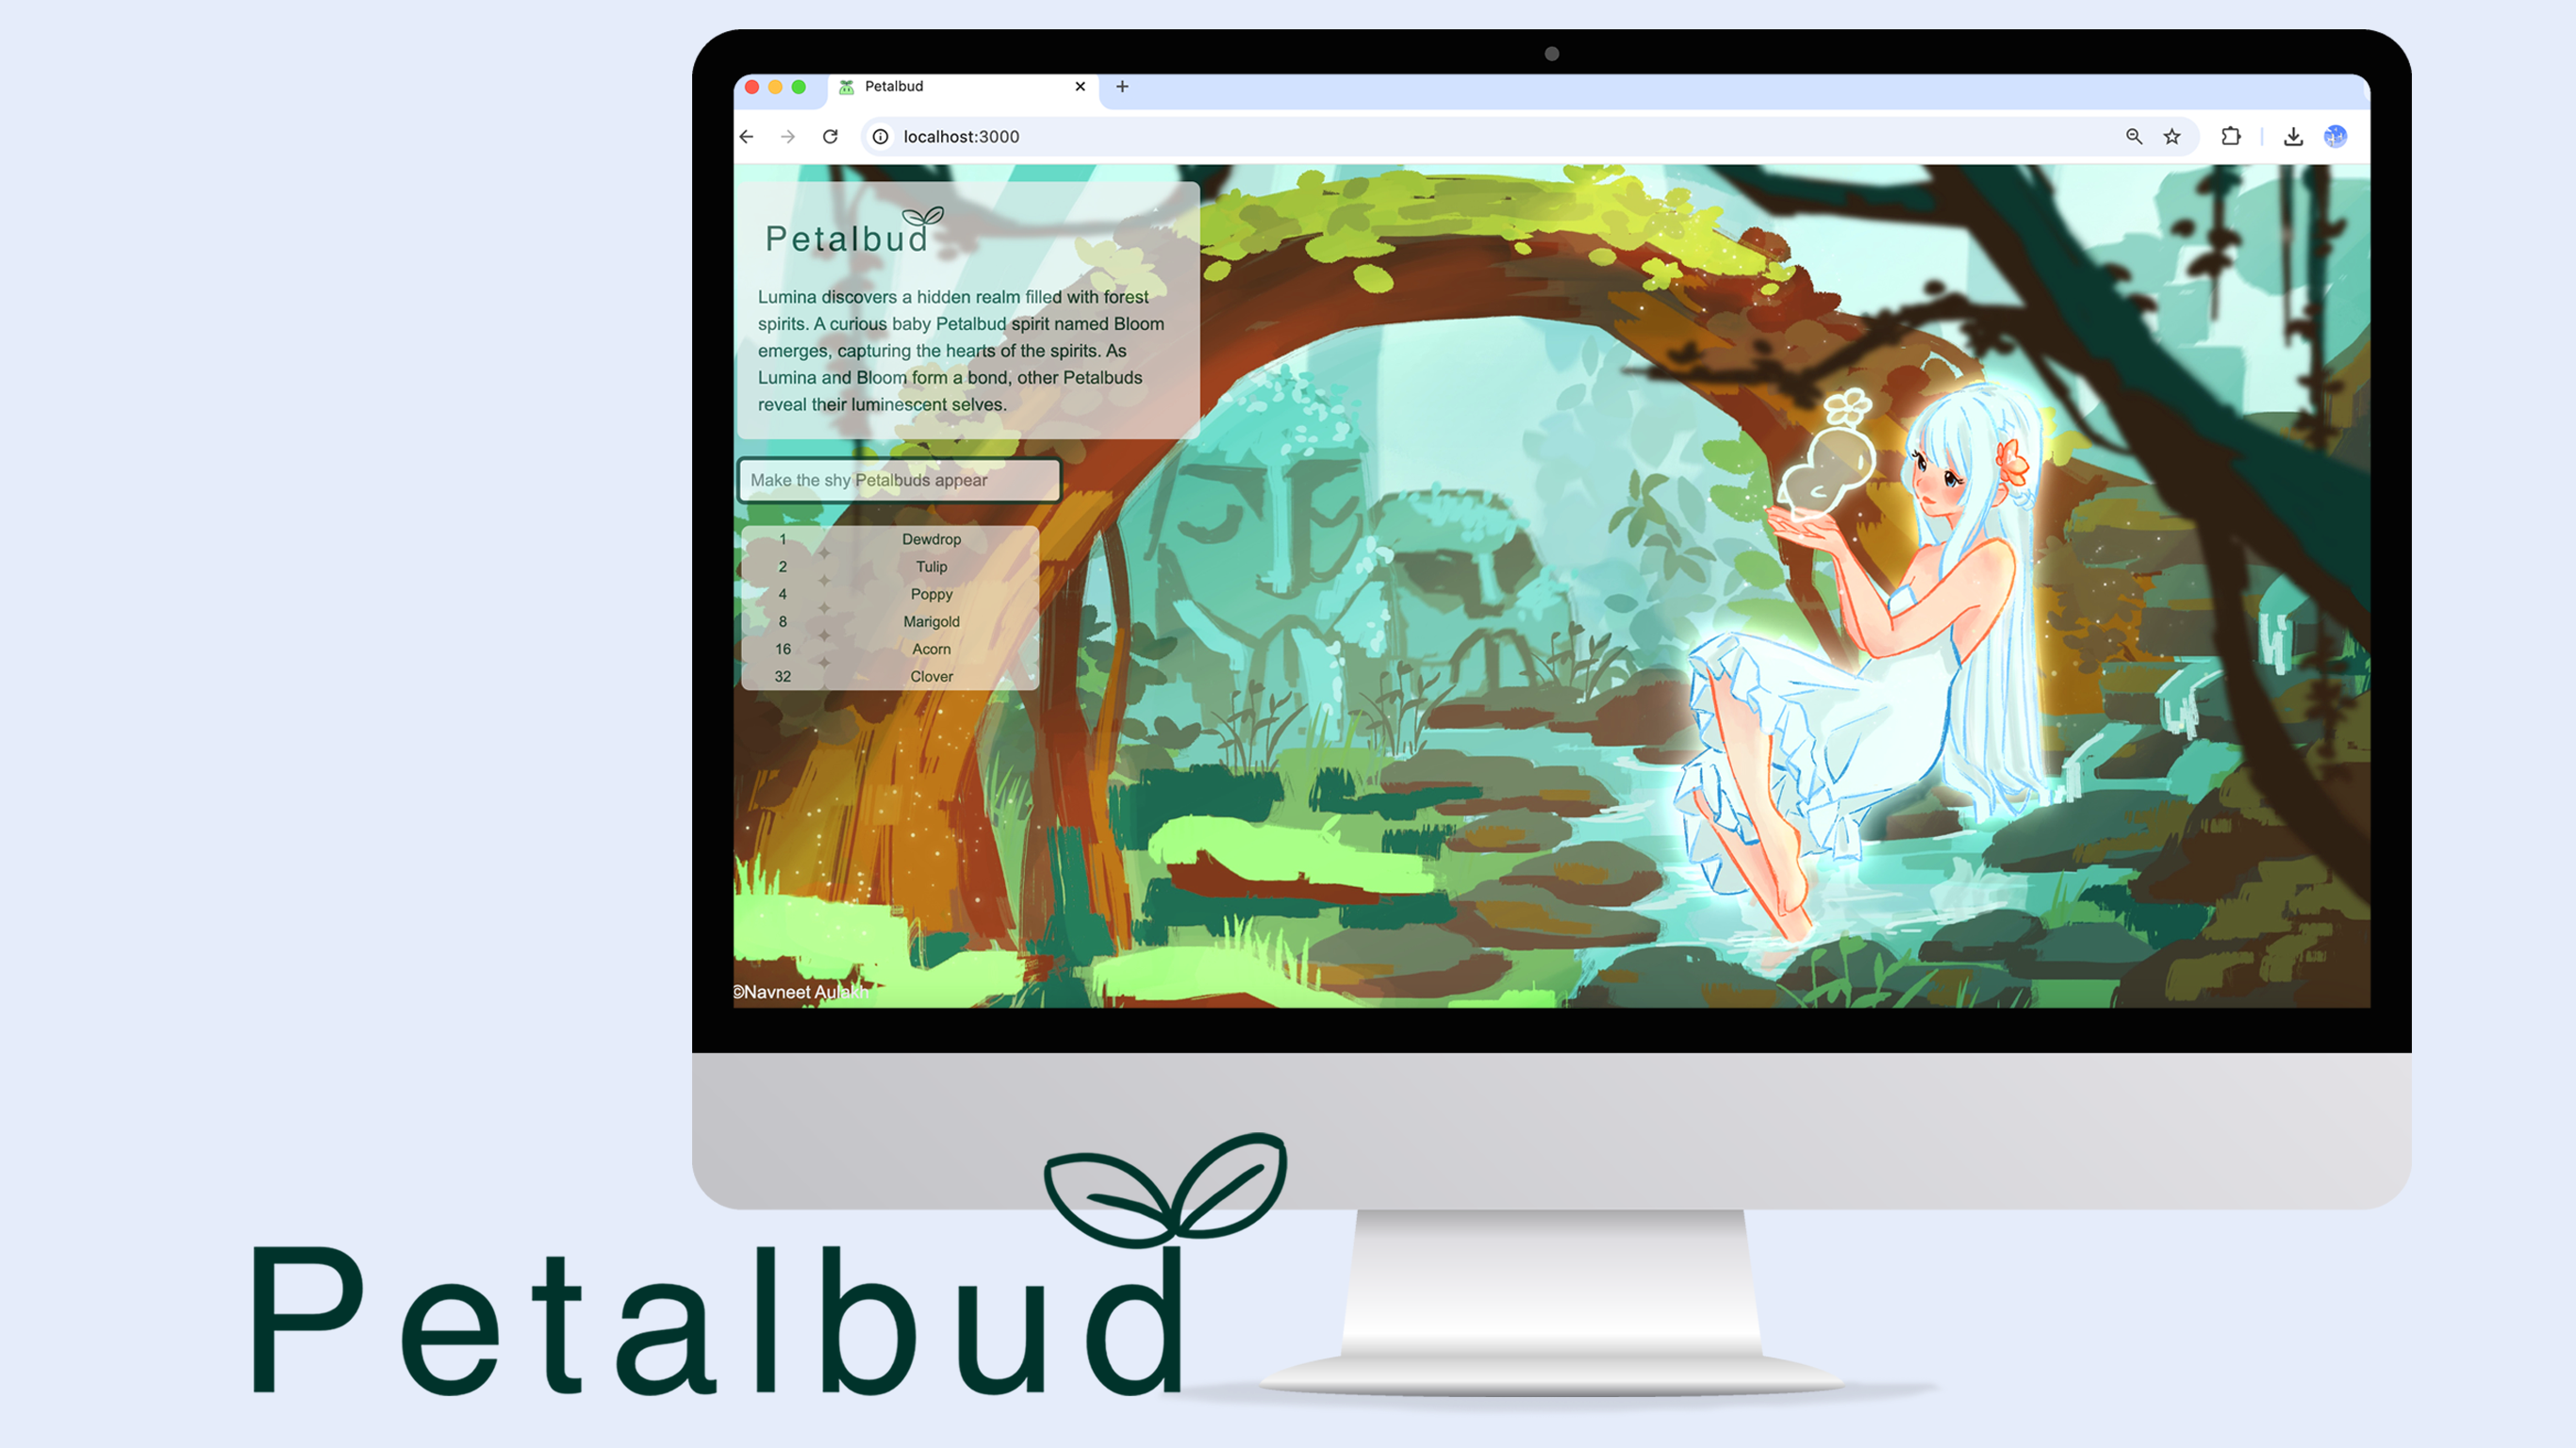 Petalbud
localhost:3000
Petalbud
Lumina discovers a hidden realm filled with forest
spirits. A curious baby Petalbud spirit named Bloom
emerges, capturing the hearts of the spirits. As
Lumina and Bloom form a bond, other Petalbuds
reveal their luminescent selves.
Make the shy Petalbuds appear
1 Dewdrop
2 Tulip
4 Poppy
8 Marigold
16 Acorn
32 Clover
©Navneet Aulakh
Petalbud